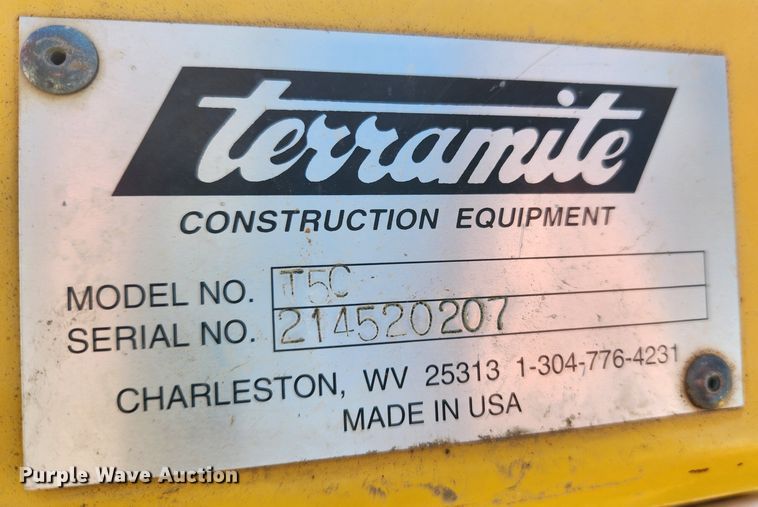 terramite
CONSTRUCTION EQUIPMENT
MODEL NO. T5C
SERIAL NO. 214520207
CHARLESTON, WV 25313 1-304-776-4231
MADE IN USA
Purple Wave Auction